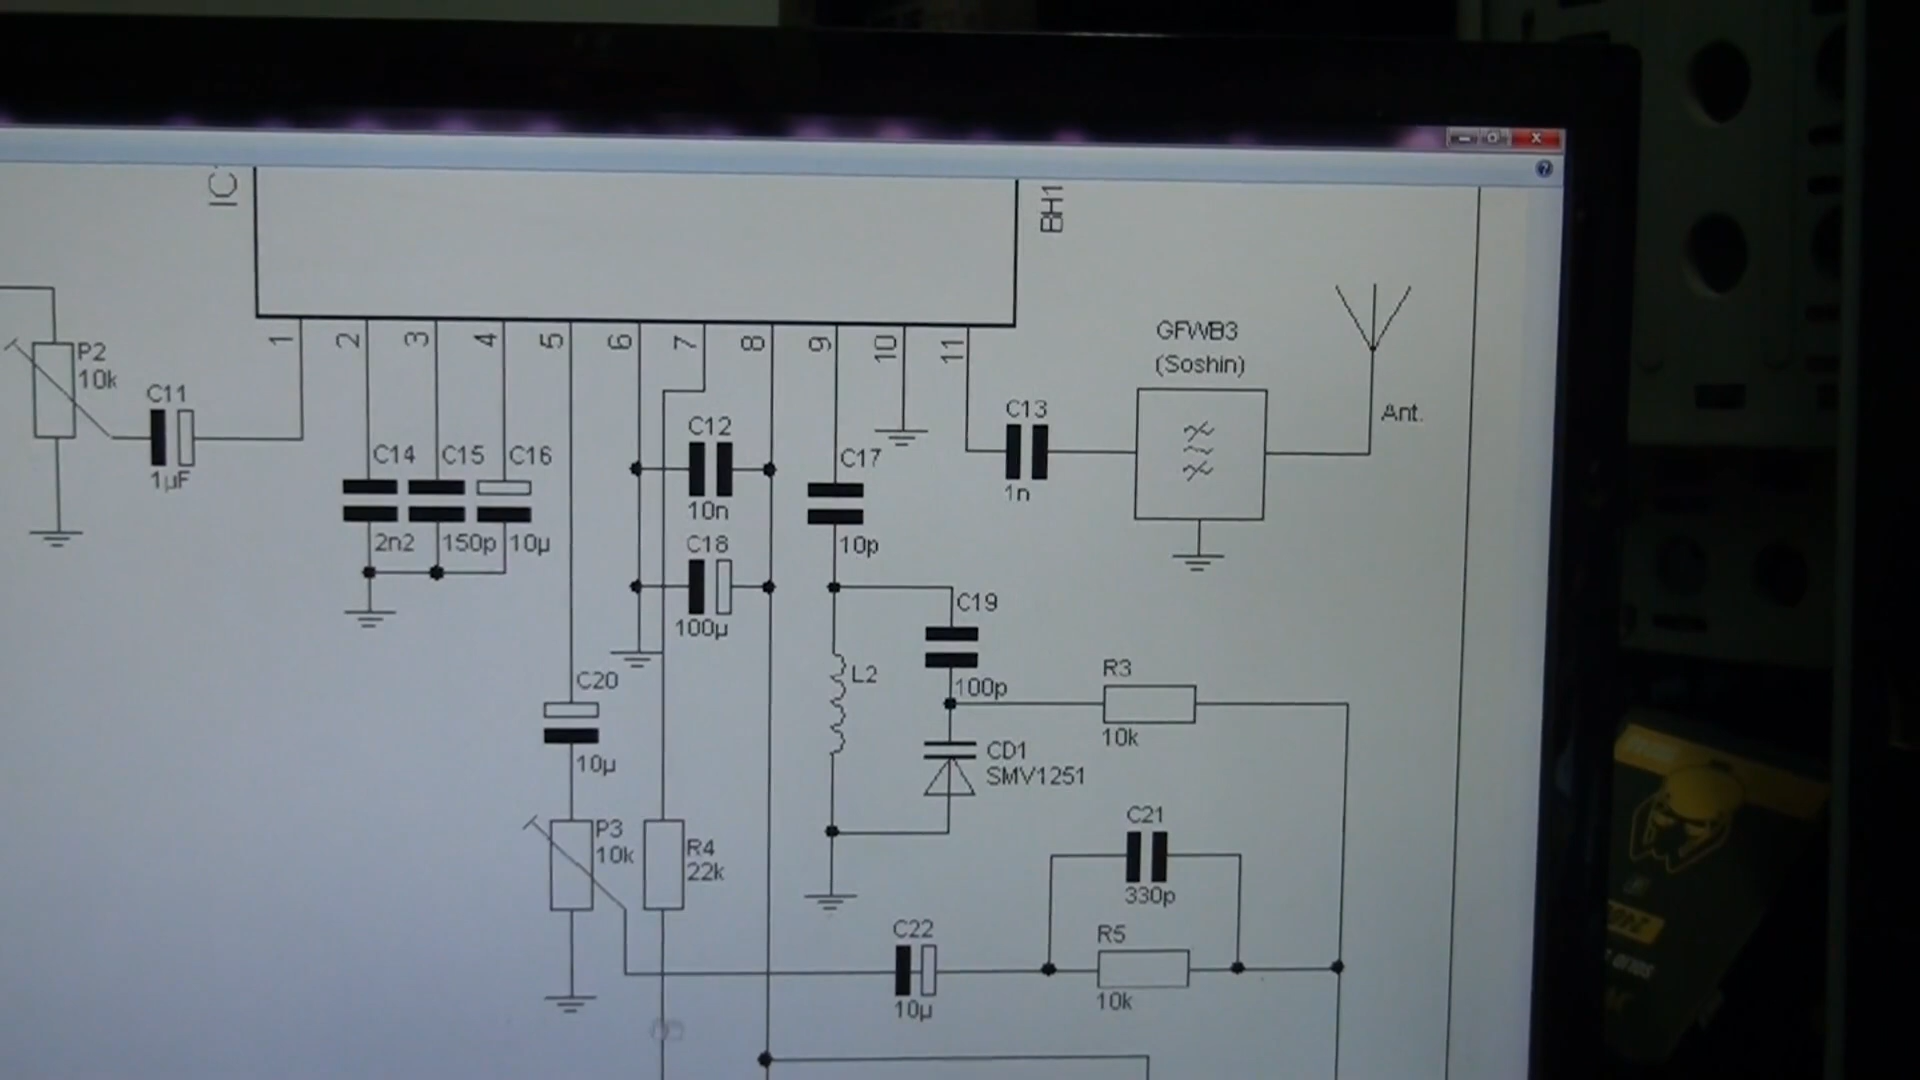 IC
BH1
1
2
3
4
5
6
7
8
9
10
11
P2
10k
C11
1µF
C14
2n2
C15
150p
C16
10µ
C12
10n
C18
100µ
C17
10p
C13
1n
GFWB3
(Soshin)
Ant.
C19
100p
L2
R3
10k
CD1
SMV1251
C20
10µ
P3
10k
R4
22k
C21
330p
C22
10µ
R5
10k